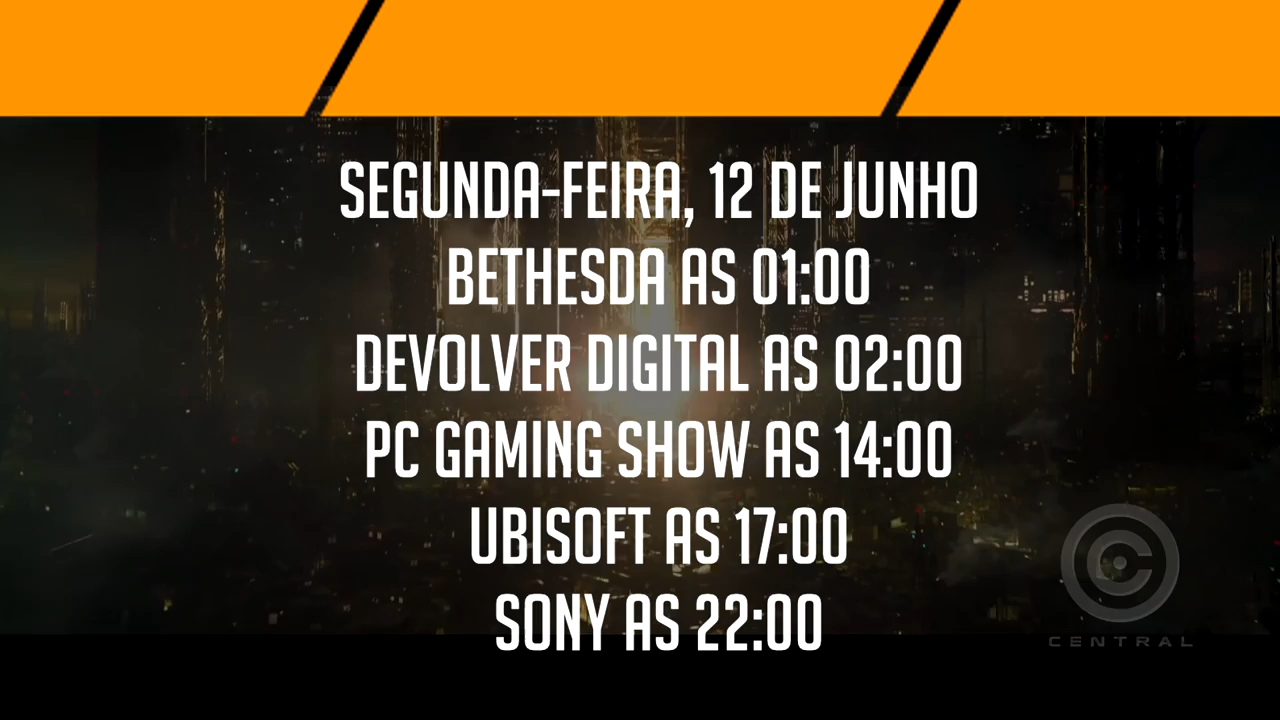 SEGUNDA-FEIRA, 12 DE JUNHO
BETHESDA AS 01:00
DEVOLVER DIGITAL AS 02:00
PC GAMING SHOW AS 14:00
UBISOFT AS 17:00
SONY AS 22:00
CENTRAL